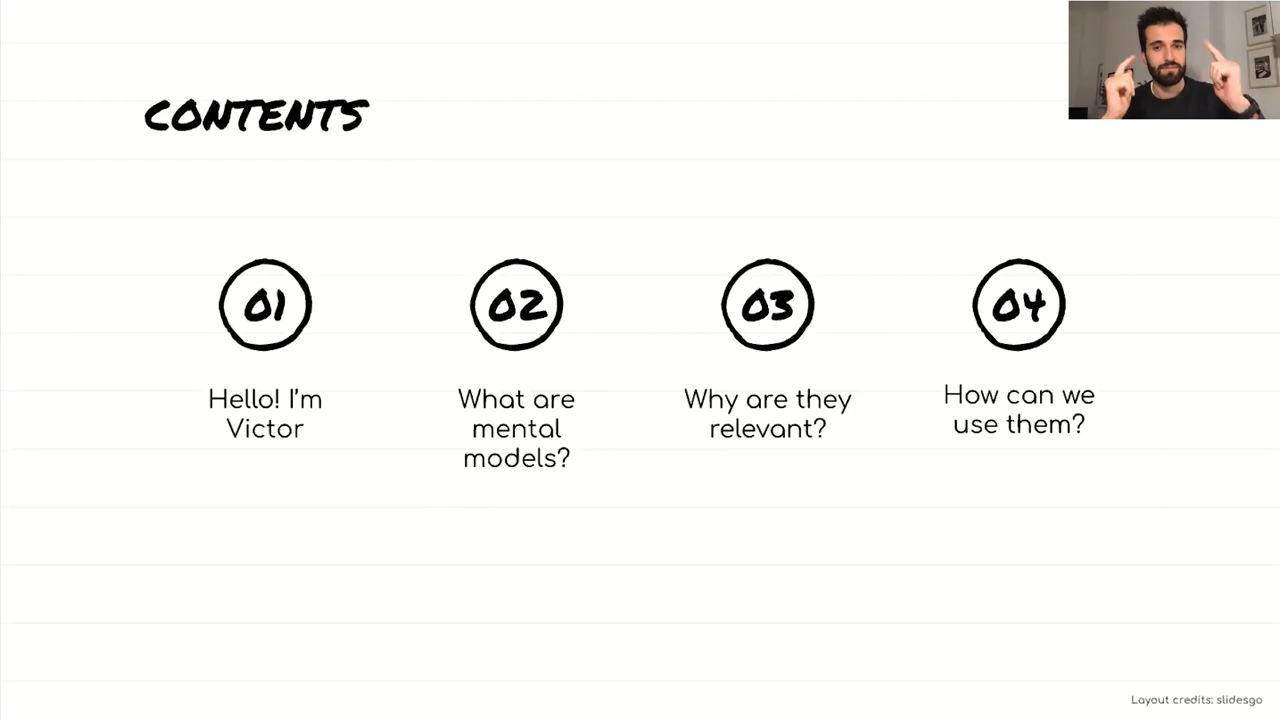 CONTENTS
01
Hello! I'm
Victor
02
What are
mental
models?
03
Why are they
relevant?
04
How can we
use them?
Layout credits: slidesgo